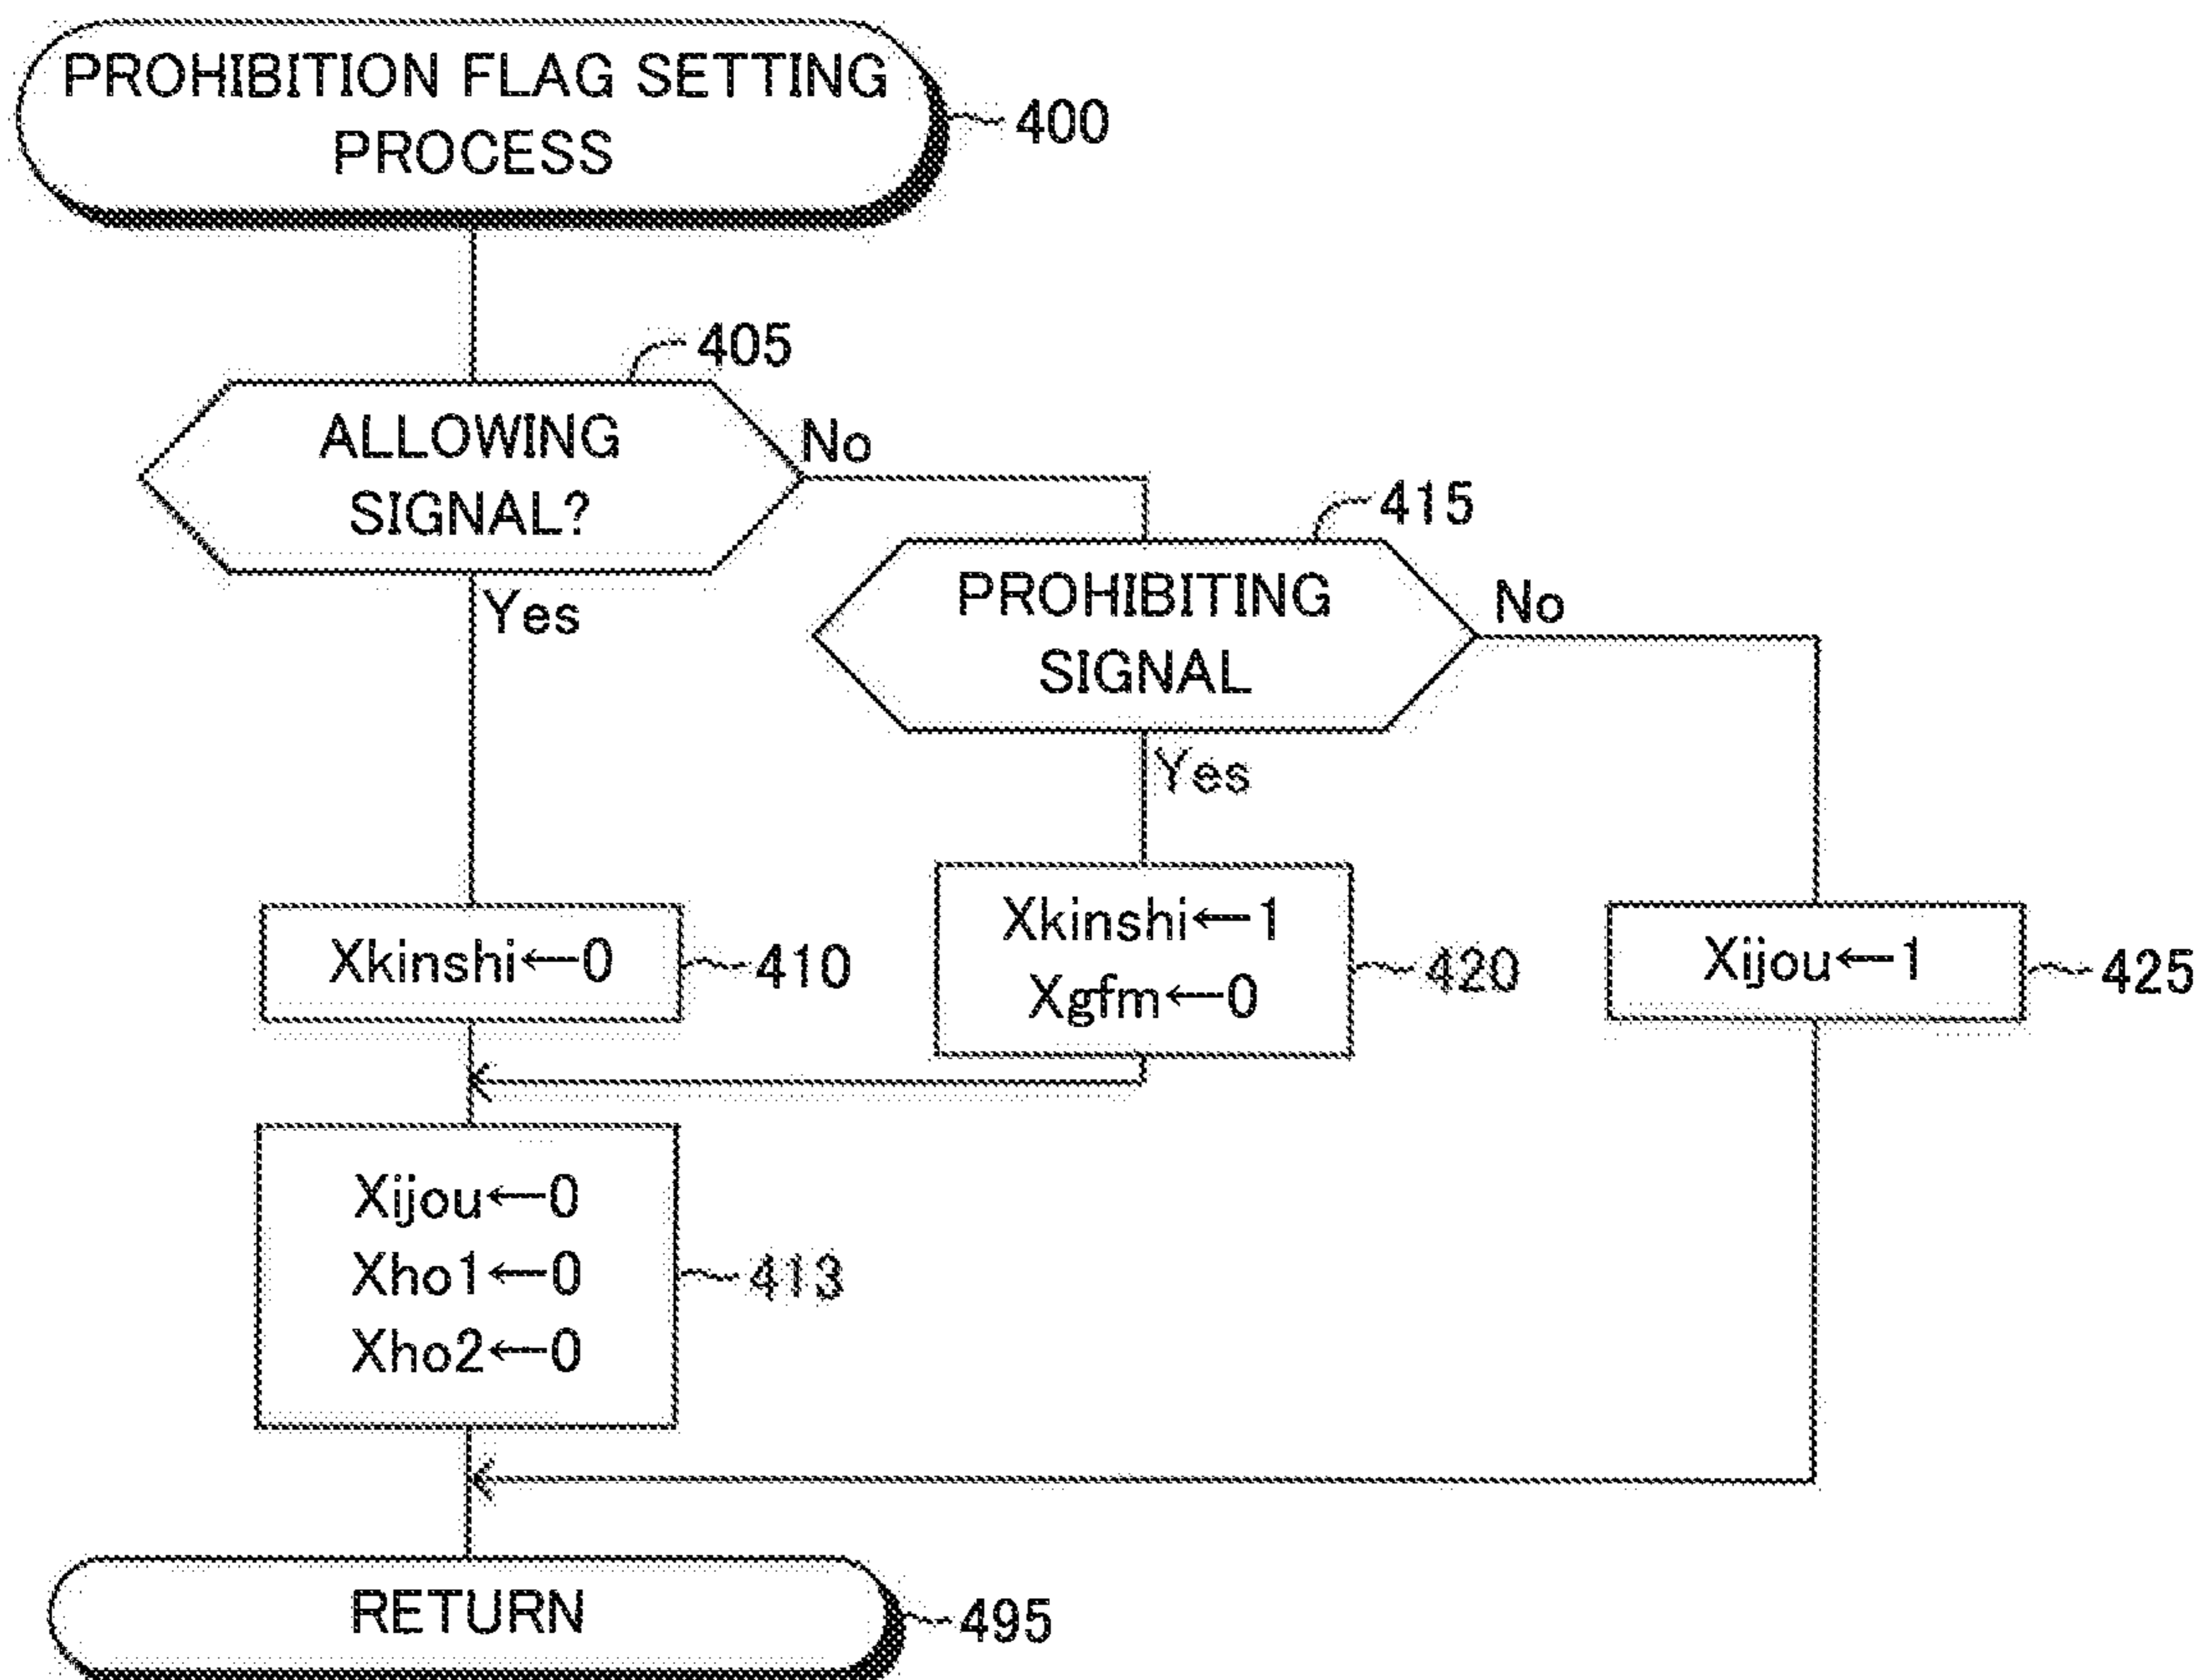 PROHIBITION FLAG SETTING
PROCESS
400
405
ALLOWING
SIGNAL?
No
Yes
415
PROHIBITING
SIGNAL
No
Yes
Xkinshi←0
410
Xkinshi←1
Xgfm←0
420
Xijou←1
425
Xijou←0
Xho1←0
Xho2←0
413
RETURN
495